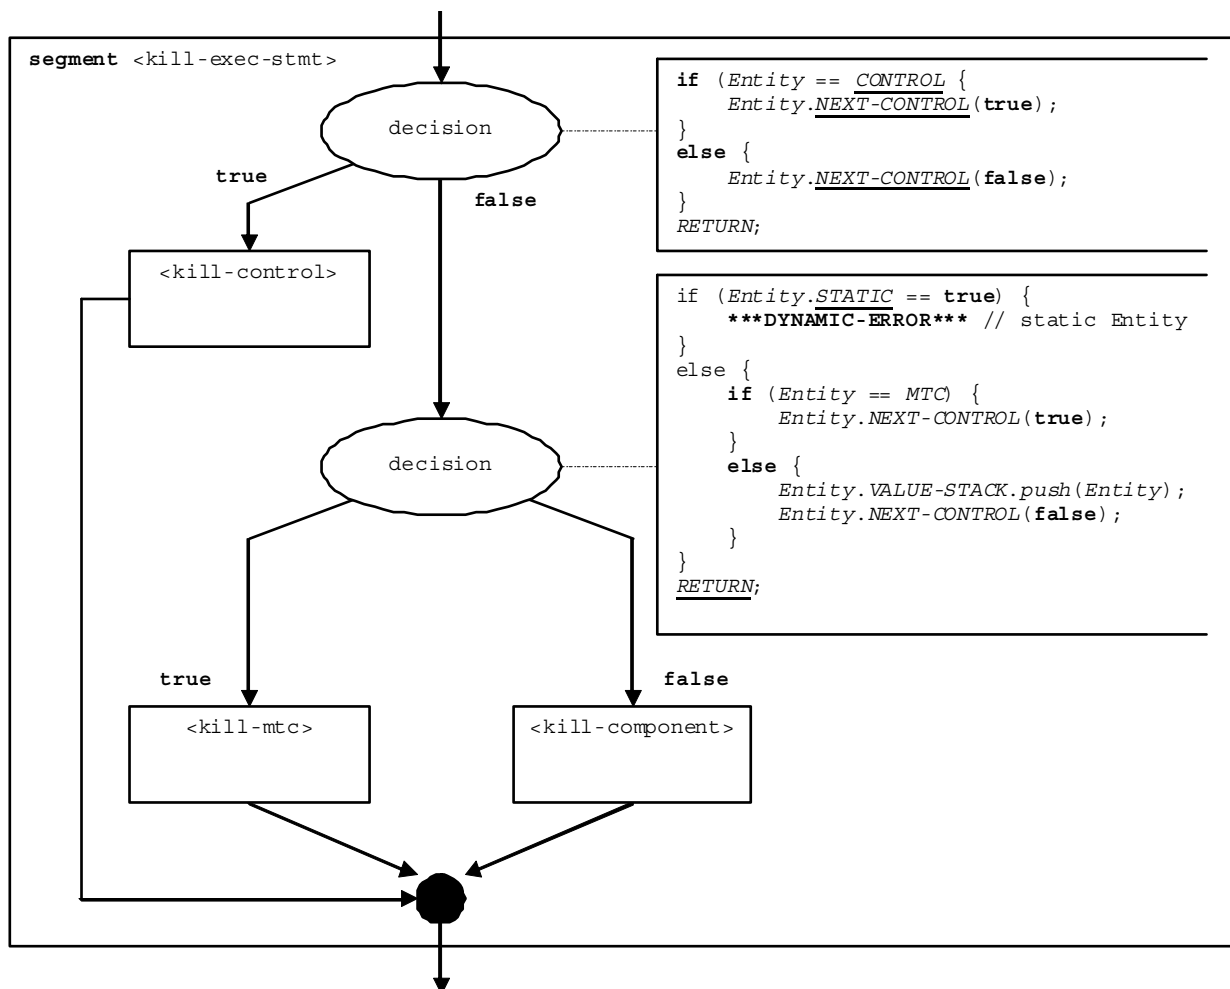 segment <kill-exec-stmt>
decision
true
false
<kill-control>
if (Entity == CONTROL {
Entity.NEXT-CONTROL(true);
}
else {
Entity.NEXT-CONTROL(false);
}
RETURN;
if (Entity.STATIC == true) {
***DYNAMIC-ERROR*** // static Entity
}
else {
if (Entity == MTC) {
Entity.NEXT-CONTROL(true);
}
else {
Entity.VALUE-STACK.push(Entity);
Entity.NEXT-CONTROL(false);
}
}
RETURN;
decision
true
false
<kill-mtc>
<kill-component>